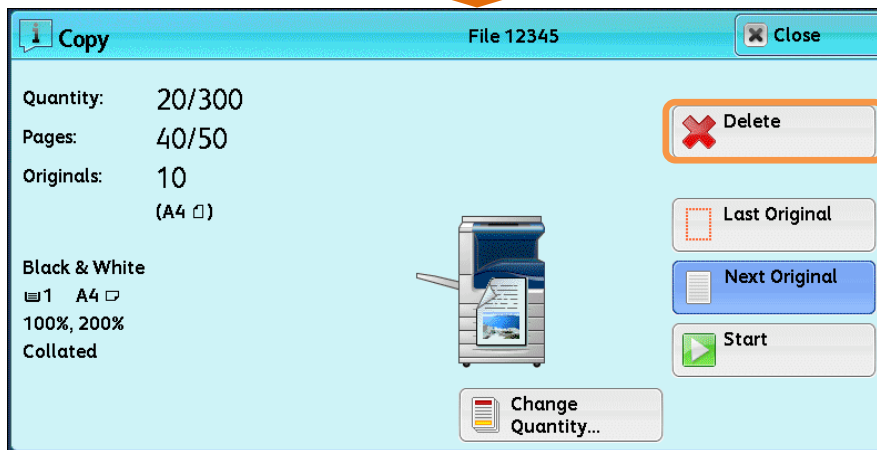 Copy
File 12345
Close
Quantity: 20/300
Pages: 40/50
Originals: 10
(A4)
Delete
Last Original
Next Original
Start
Black & White
1 A4
100%, 200%
Collated
Change
Quantity...